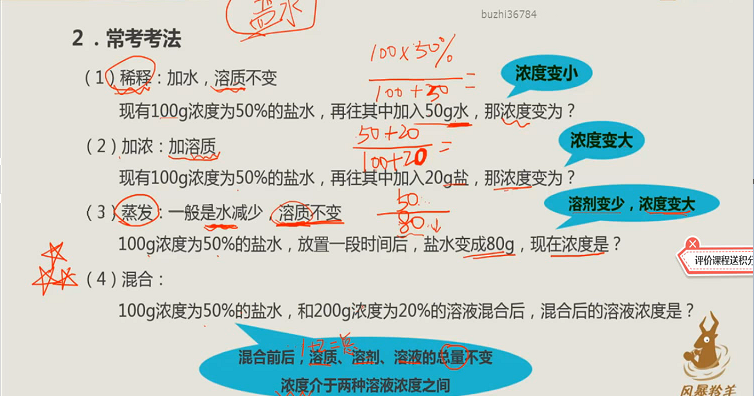 盐水
buzhi36784
2．常考考法
（1）稀释：加水，溶质不变
100×50%
100+50
=
浓度变小
现有100g浓度为50%的盐水，再往其中加入50g水，那浓度变为？
（2）加浓：加溶质
50+20
100+20
=
浓度变大
现有100g浓度为50%的盐水，再往其中加入20g盐，那浓度变为？
（3）蒸发：一般是水减少，溶质不变
50
80
溶剂变少，浓度变大
100g浓度为50%的盐水，放置一段时间后，盐水变成80g，现在浓度是？
评价课程送积分
（4）混合：
100g浓度为50%的盐水，和200g浓度为20%的溶液混合后，混合后的溶液浓度是？
混合前后，溶质、溶剂、溶液的总量不变
浓度介于两种溶液浓度之间
风暴羚羊